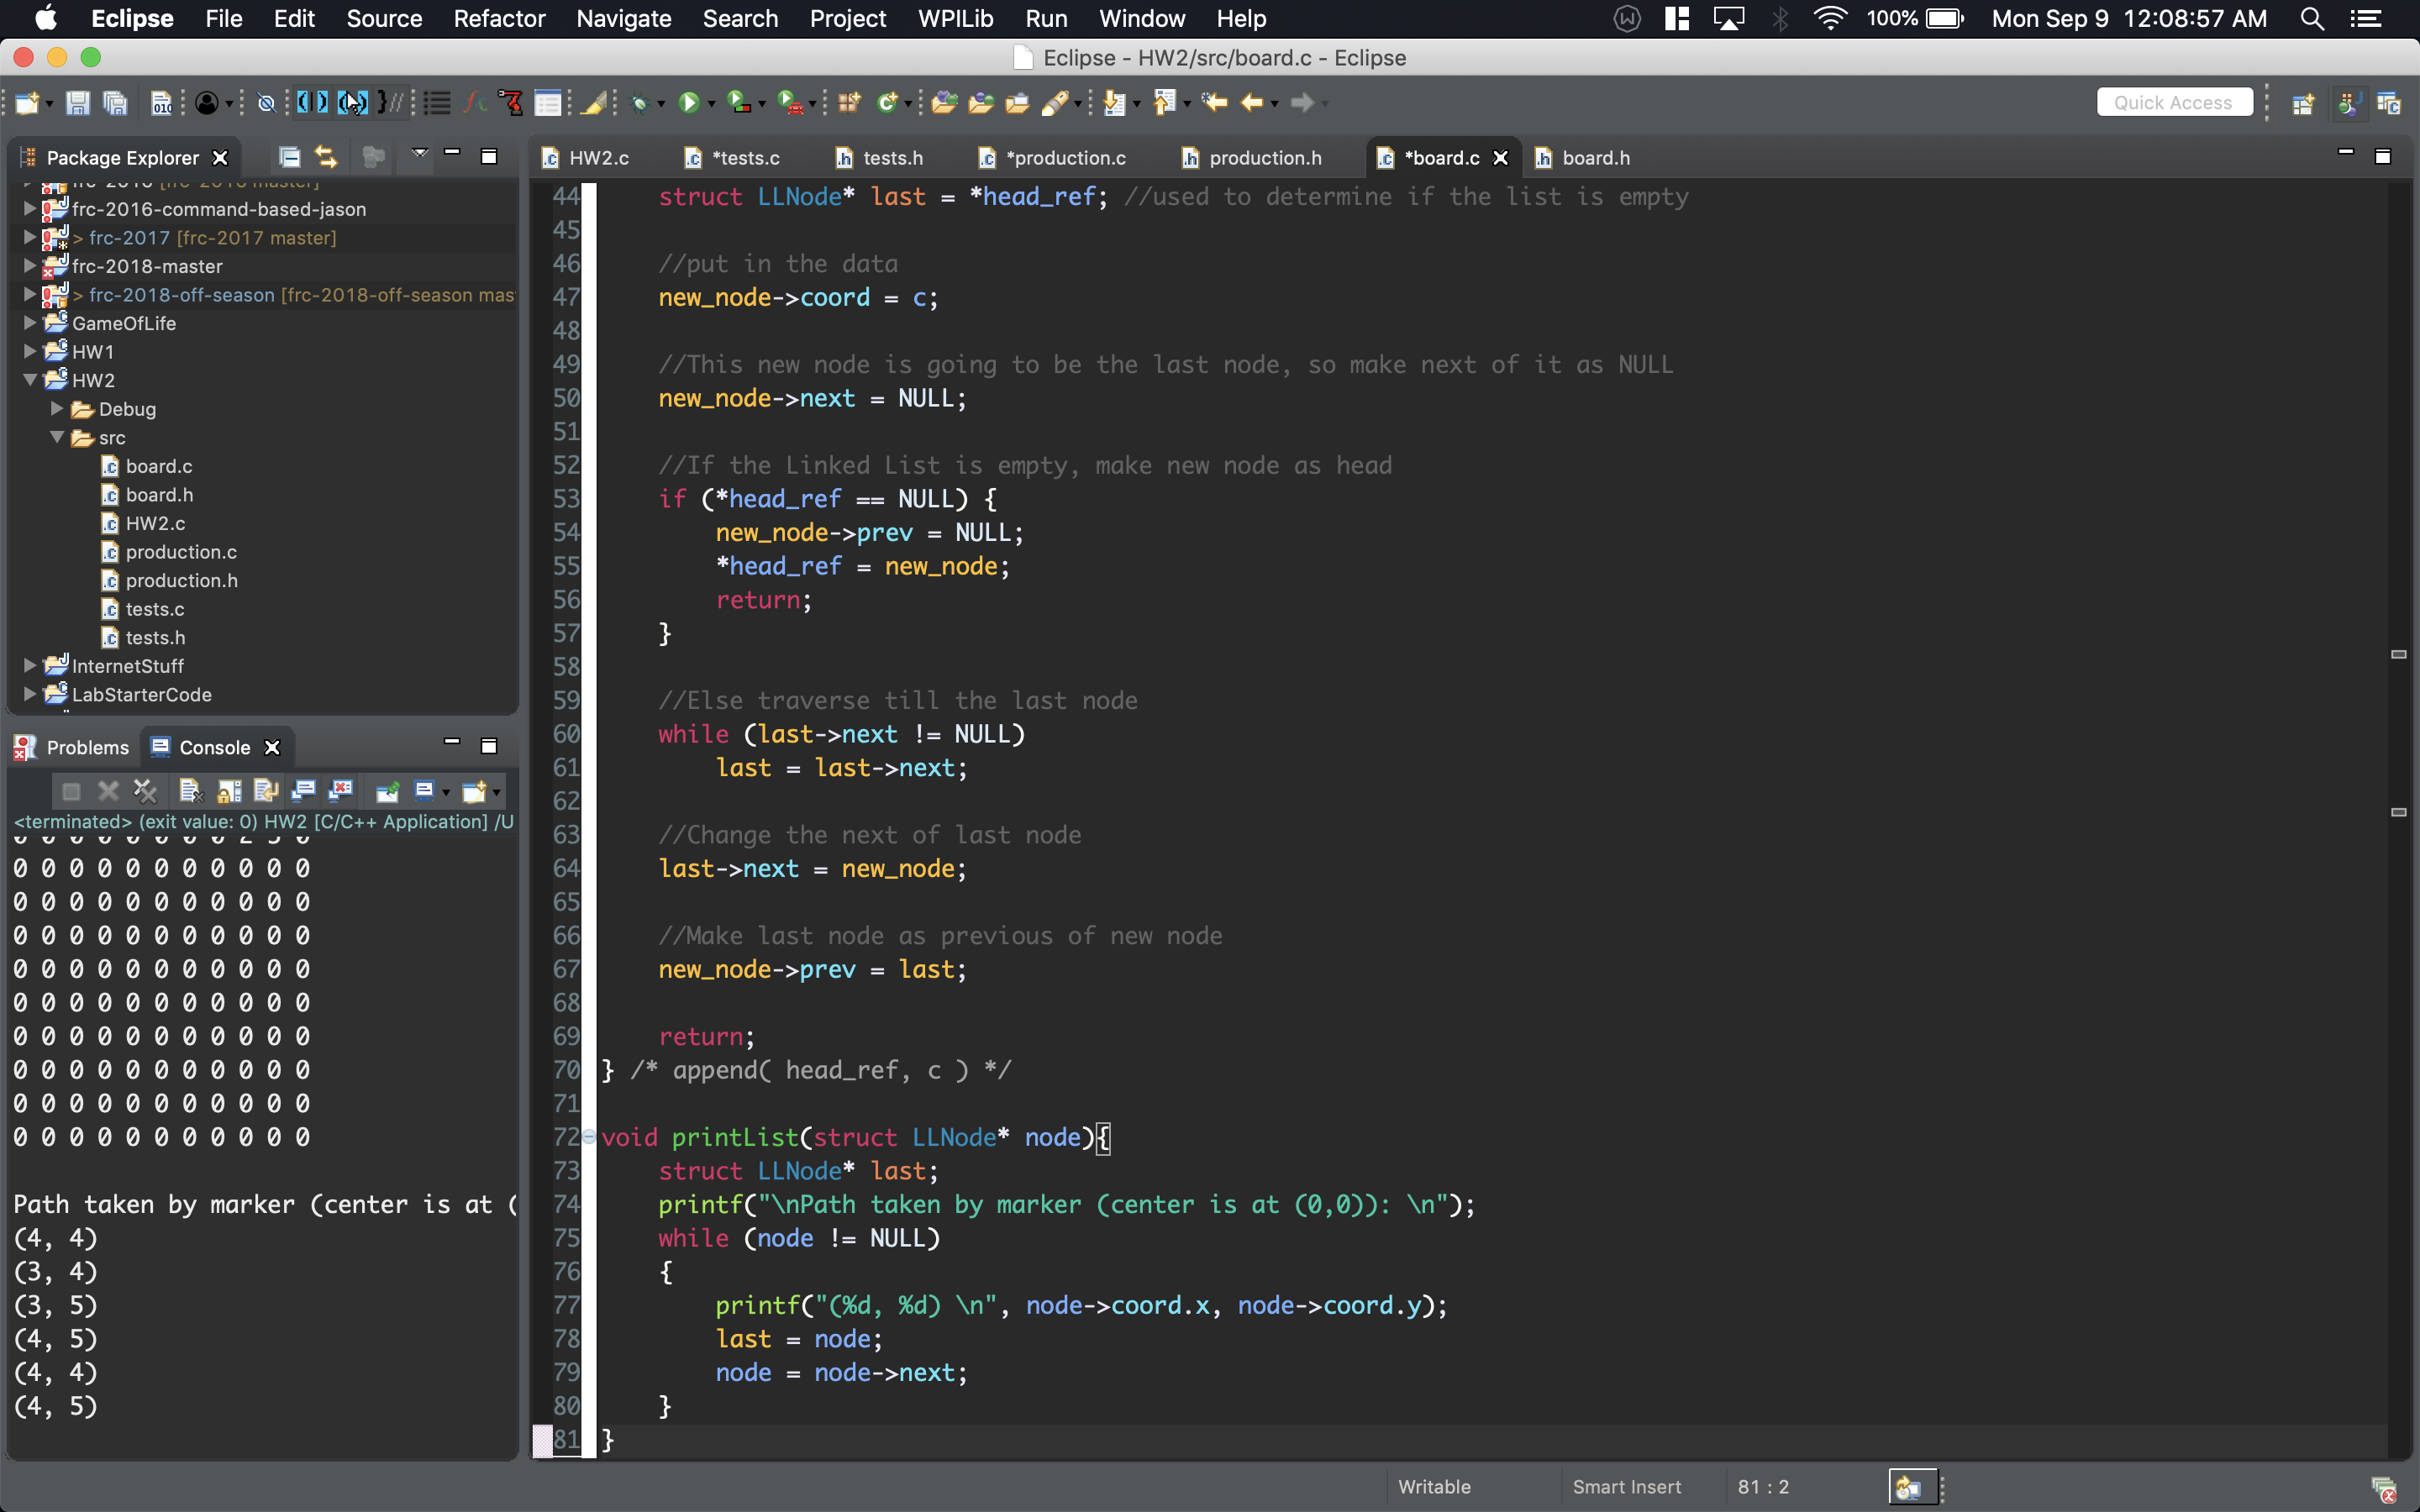 Eclipse File Edit Source Refactor Navigate Search Project WPILib Run Window Help 100% Mon Sep 9 12:08:57 AM
Eclipse - HW2/src/board.c - Eclipse
Quick Access
Package Explorer
frc-2016-command-based-jason
> frc-2017 [frc-2017 master]
frc-2018-master
> frc-2018-off-season [frc-2018-off-season mas
GameOfLife
HW1
HW2
Debug
src
board.c
board.h
HW2.c
production.c
production.h
tests.c
tests.h
InternetStuff
LabStarterCode
Problems Console
<terminated> (exit value: 0) HW2 [C/C++ Application] /U
0 0 0 0 0 0 0 0 2 3 0
0 0 0 0 0 0 0 0 0 0 0
0 0 0 0 0 0 0 0 0 0 0
0 0 0 0 0 0 0 0 0 0 0
0 0 0 0 0 0 0 0 0 0 0
0 0 0 0 0 0 0 0 0 0 0
0 0 0 0 0 0 0 0 0 0 0
0 0 0 0 0 0 0 0 0 0 0
0 0 0 0 0 0 0 0 0 0 0
0 0 0 0 0 0 0 0 0 0 0
Path taken by marker (center is at (
(4, 4)
(3, 4)
(3, 5)
(4, 5)
(4, 4)
(4, 5)
HW2.c *tests.c tests.h *production.c production.h *board.c board.h
44 struct LLNode* last = *head_ref; //used to determine if the list is empty
45
46 //put in the data
47 new_node->coord = c;
48
49 //This new node is going to be the last node, so make next of it as NULL
50 new_node->next = NULL;
51
52 //If the Linked List is empty, make new node as head
53 if (*head_ref == NULL) {
54 new_node->prev = NULL;
55 *head_ref = new_node;
56 return;
57 }
58
59 //Else traverse till the last node
60 while (last->next != NULL)
61 last = last->next;
62
63 //Change the next of last node
64 last->next = new_node;
65
66 //Make last node as previous of new node
67 new_node->prev = last;
68
69 return;
70 } /* append( head_ref, c ) */
71
72 void printList(struct LLNode* node){
73 struct LLNode* last;
74 printf("\nPath taken by marker (center is at (0,0)): \n");
75 while (node != NULL)
76 {
77 printf("(%d, %d) \n", node->coord.x, node->coord.y);
78 last = node;
79 node = node->next;
80 }
81 }
Writable Smart Insert 81 : 2